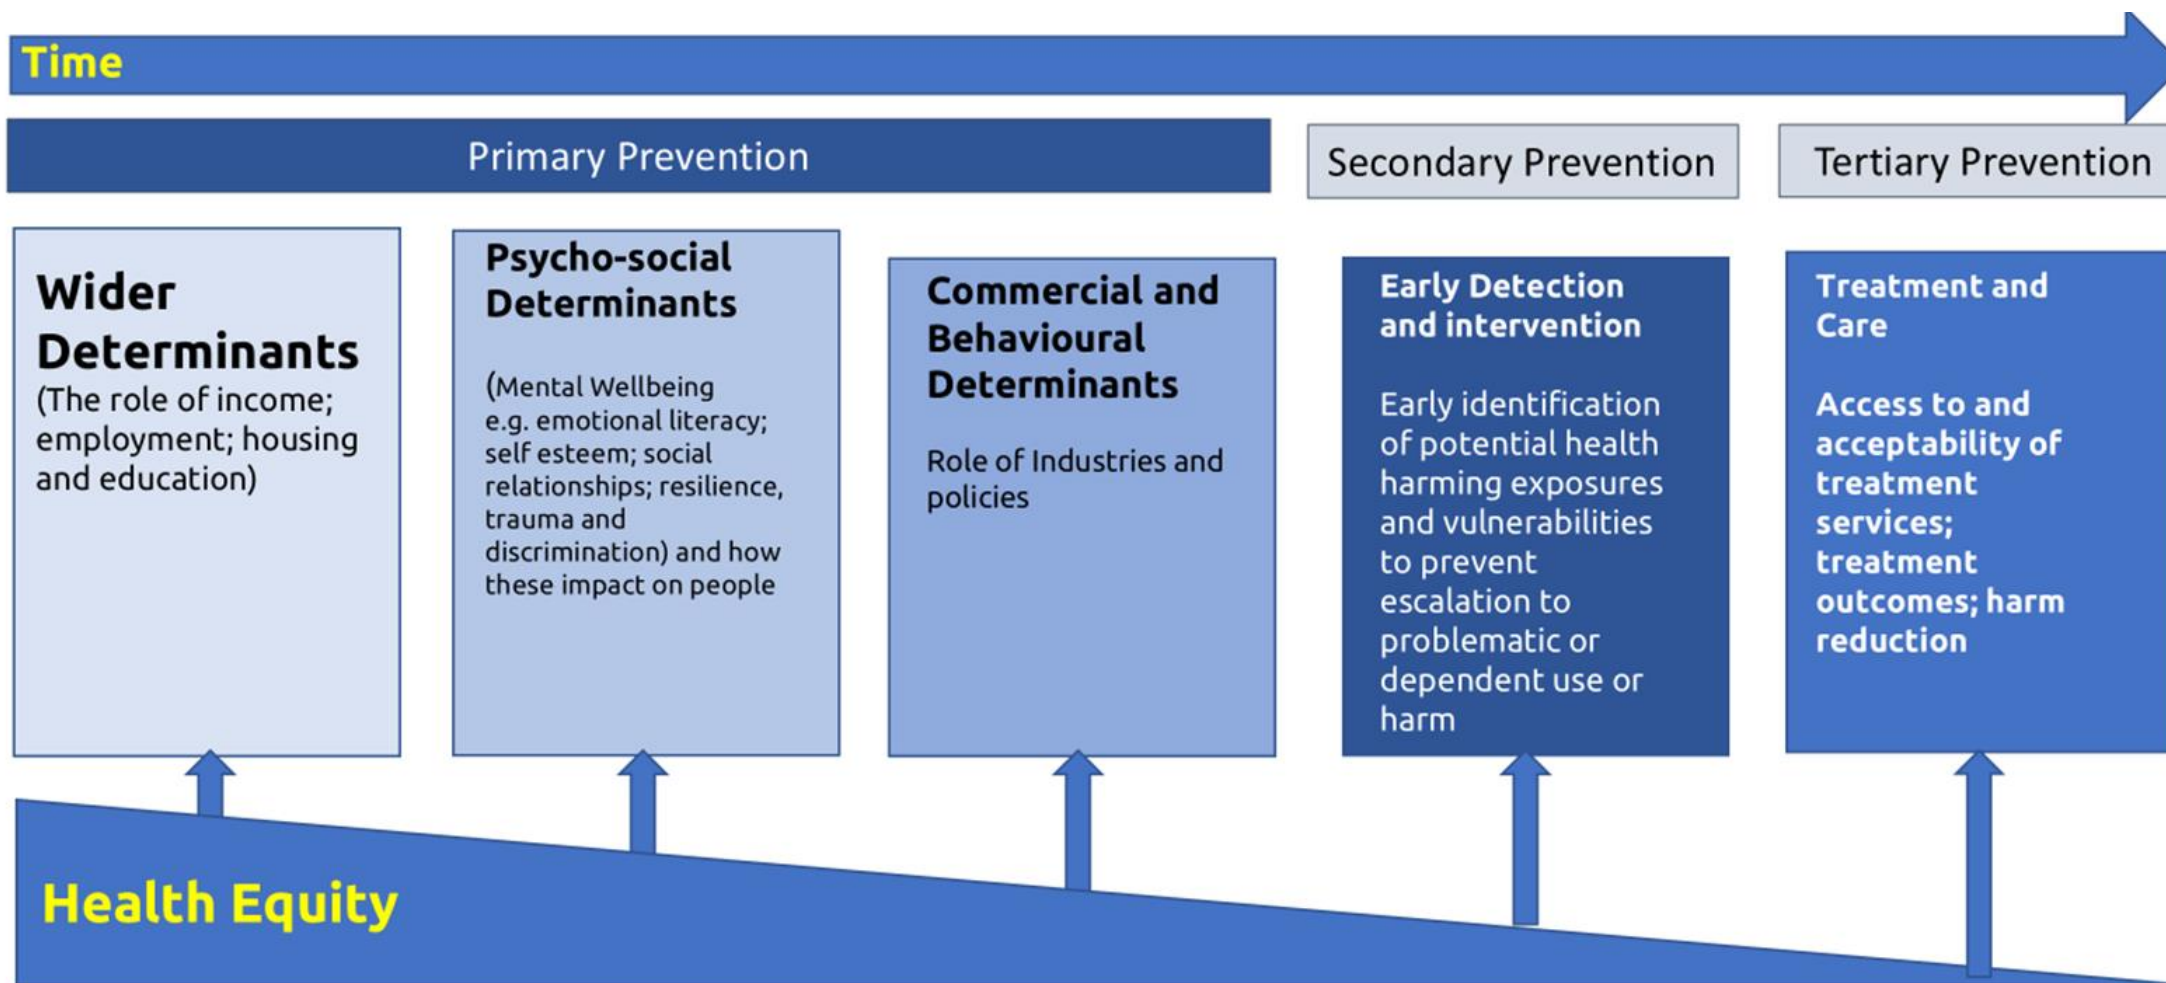 Time
Primary Prevention
Secondary Prevention
Tertiary Prevention
Wider
Determinants
(The role of income;
employment; housing
and education)
Psycho-social
Determinants
(Mental Wellbeing
e.g. emotional literacy;
self esteem; social
relationships; resilience,
trauma and
discrimination) and how
these impact on people
Commercial and
Behavioural
Determinants
Role of Industries and
policies
Early Detection
and intervention
Early identification
of potential health
harming exposures
and vulnerabilities
to prevent
escalation to
problematic or
dependent use or
harm
Treatment and
Care
Access to and
acceptability of
treatment
services;
treatment
outcomes; harm
reduction
Health Equity